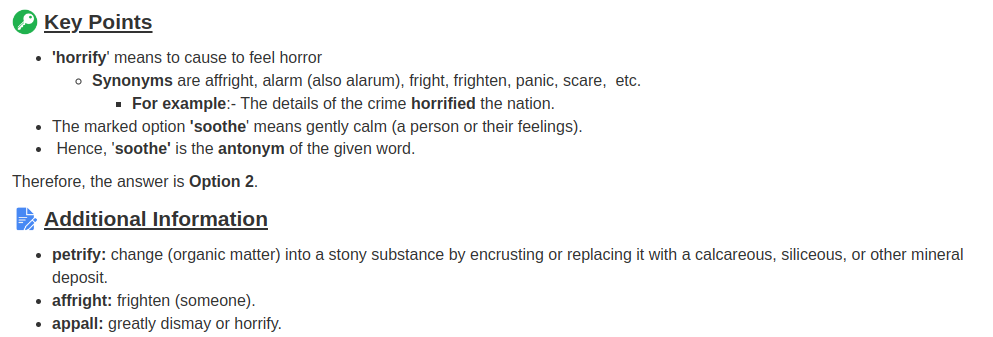 Key Points
'horrify' means to cause to feel horror
Synonyms are affright, alarm (also alarum), fright, frighten, panic, scare,  etc.
For example:- The details of the crime horrified the nation.
The marked option 'soothe' means gently calm (a person or their feelings).
Hence, 'soothe' is the antonym of the given word.
Therefore, the answer is Option 2.
Additional Information
petrify: change (organic matter) into a stony substance by encrusting or replacing it with a calcareous, siliceous, or other mineral
deposit.
affright: frighten (someone).
appall: greatly dismay or horrify.